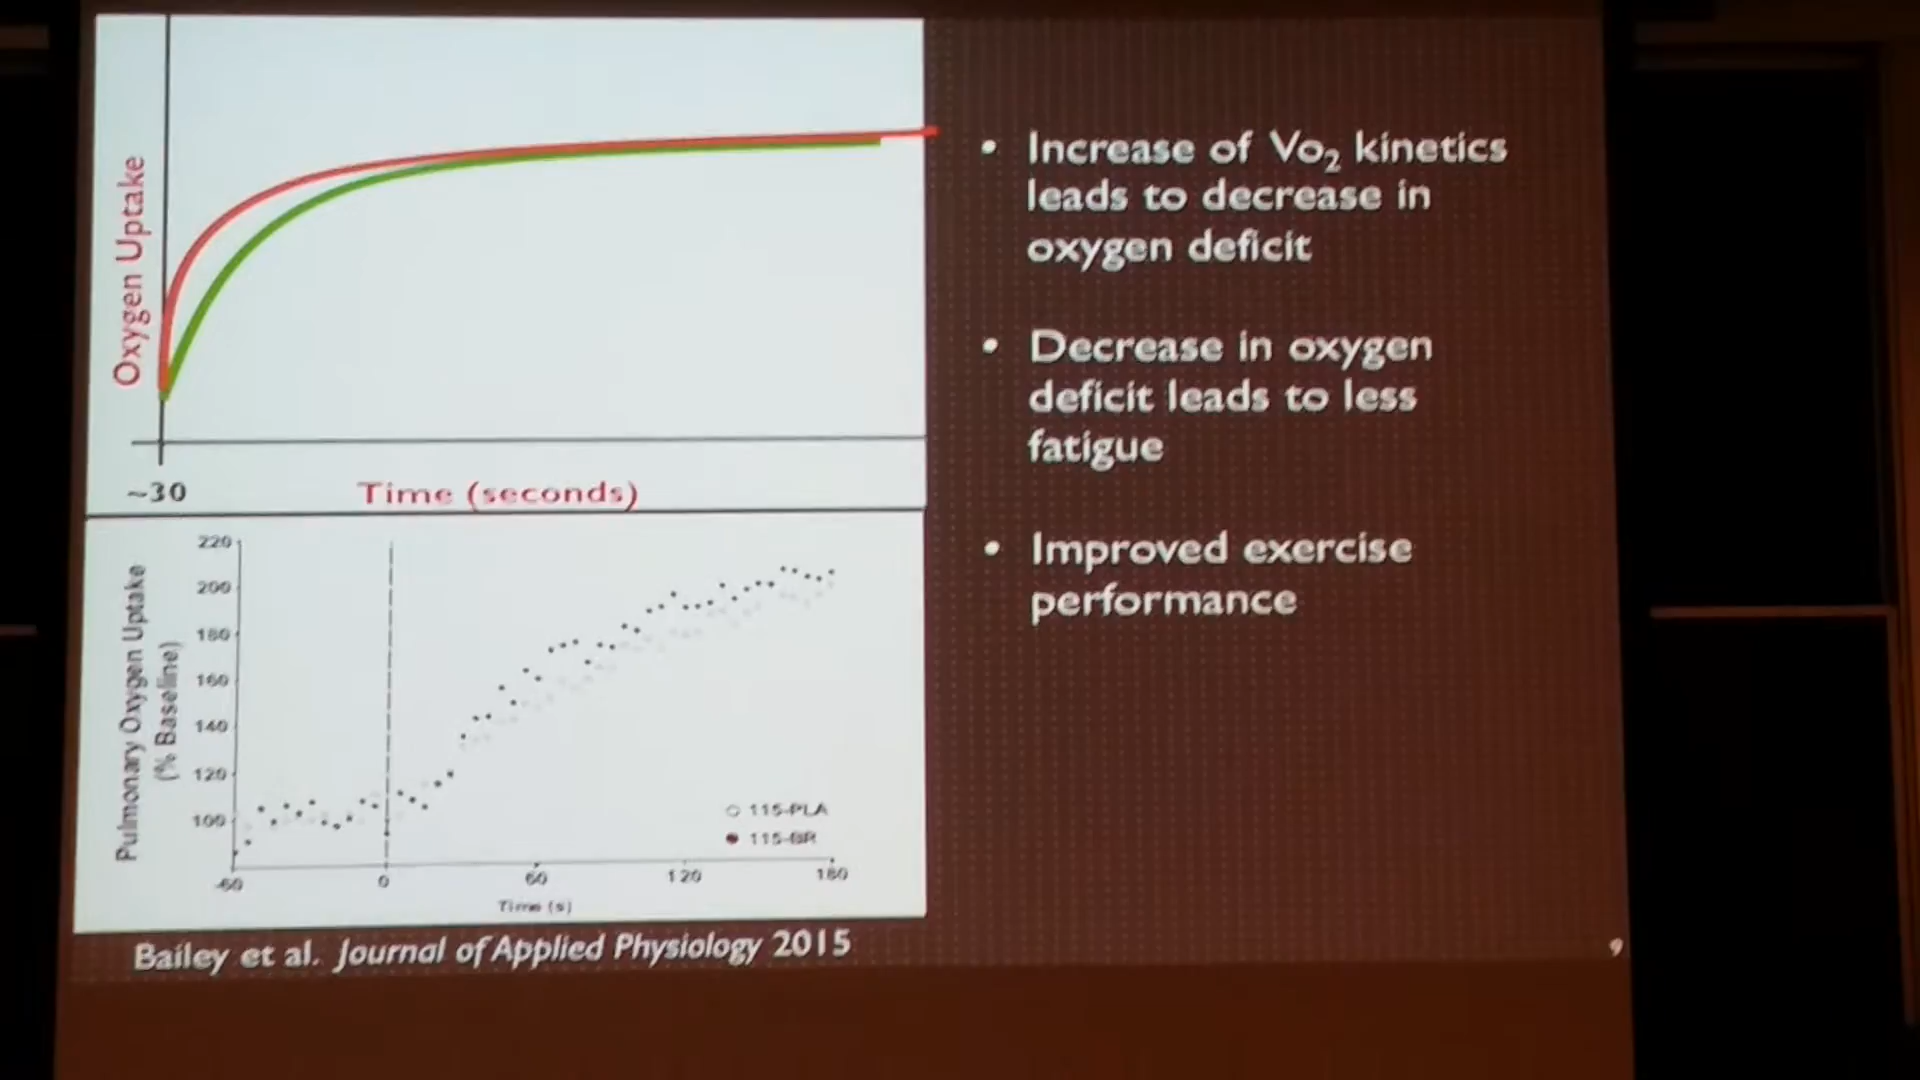 Oxygen Uptake
~30
Time (seconds)
Pulmonary Oxygen Uptake
(% Baseline)
220
200
180
160
140
120
100
-60
0
60
120
180
Time (s)
115-PLA
115-BR
Bailey et al. Journal of Applied Physiology 2015
• Increase of Vo₂ kinetics
leads to decrease in
oxygen deficit
• Decrease in oxygen
deficit leads to less
fatigue
• Improved exercise
performance
9